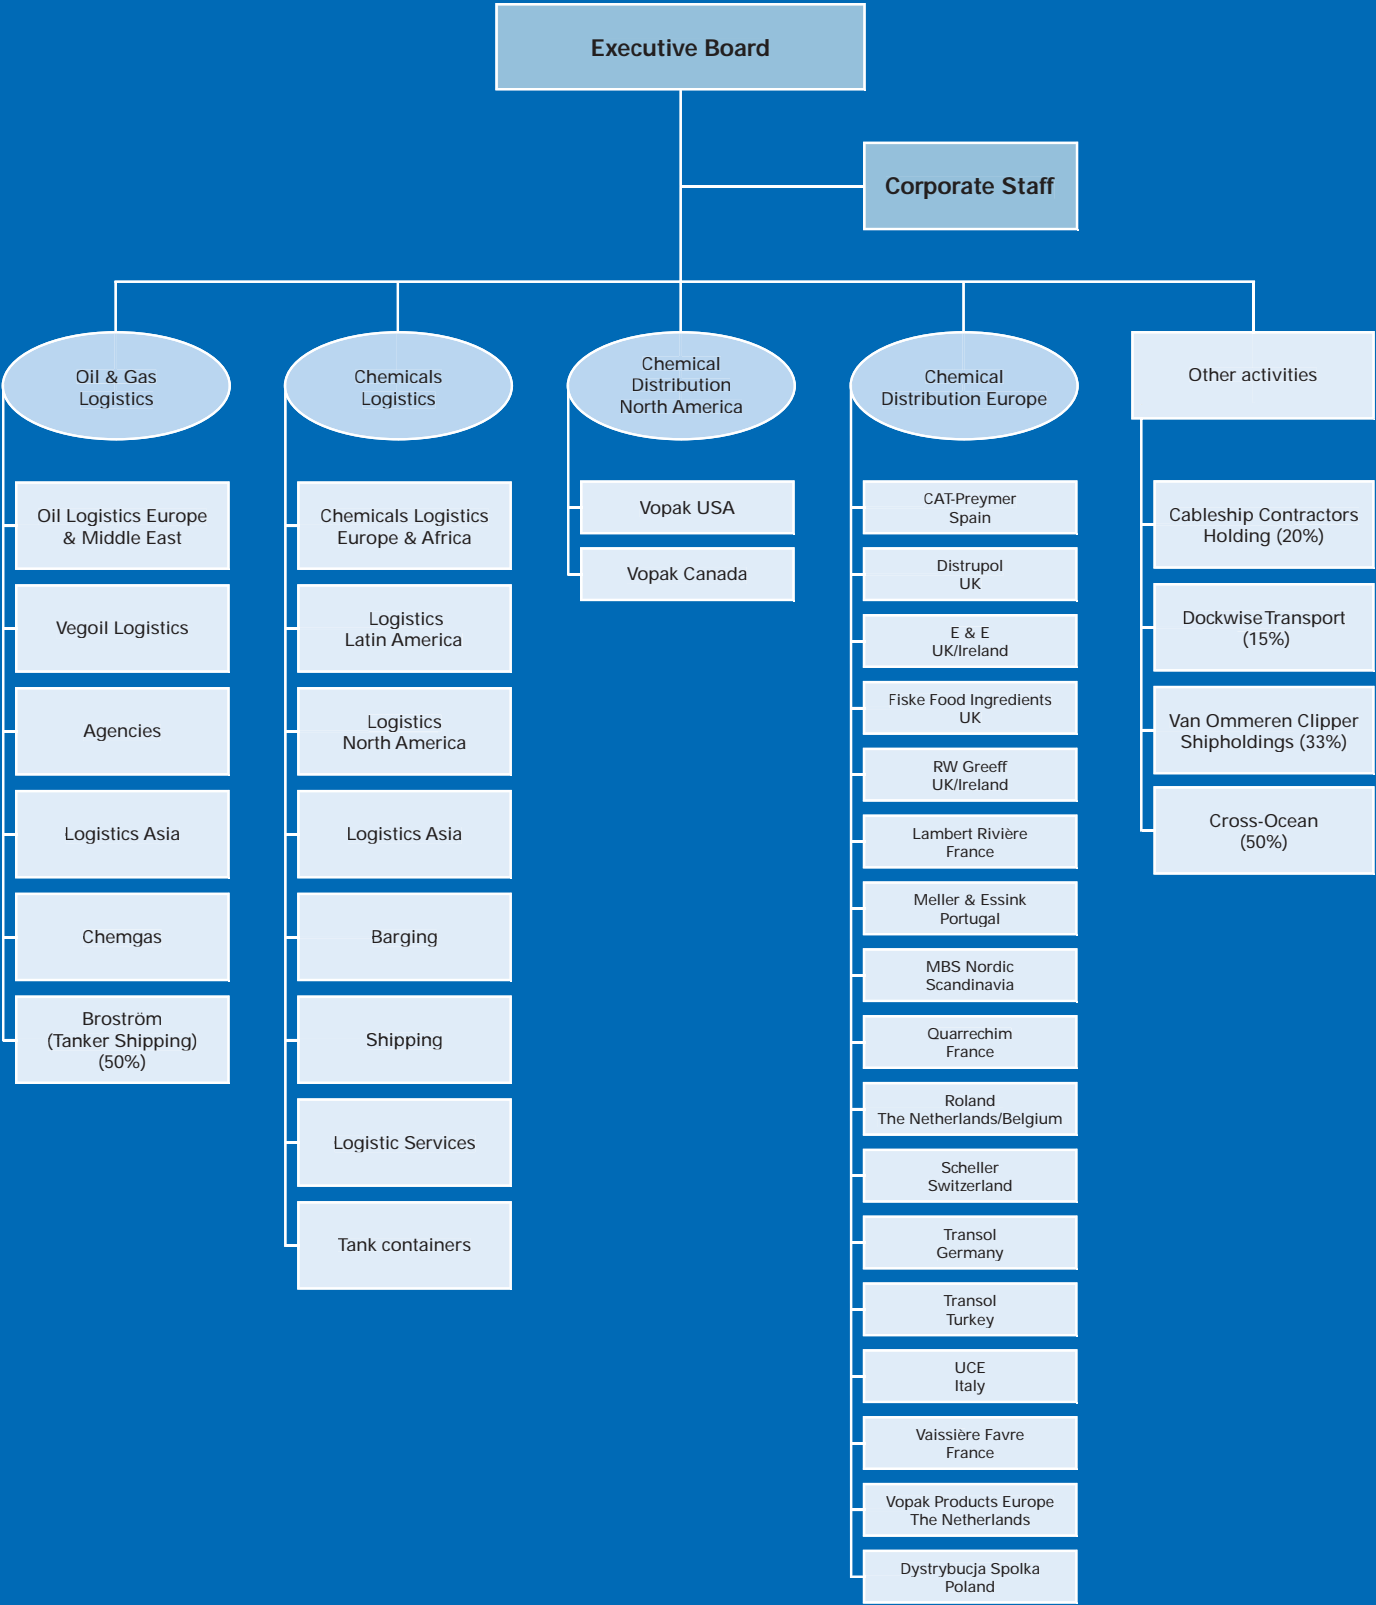 Executive Board
Corporate Staff
Oil & Gas
Logistics
Oil Logistics Europe
& Middle East
Vegoil Logistics
Agencies
Logistics Asia
Chemgas
Broström
(Tanker Shipping)
(50%)
Chemicals
Logistics
Chemicals Logistics
Europe & Africa
Logistics
Latin America
Logistics
North America
Logistics Asia
Barging
Shipping
Logistic Services
Tank containers
Chemical
Distribution
North America
Vopak USA
Vopak Canada
Chemical
Distribution Europe
CAT-Preymer
Spain
Distrupol
UK
E & E
UK/Ireland
Fiske Food Ingredients
UK
RW Greeff
UK/Ireland
Lambert Rivière
France
Meller & Essink
Portugal
MBS Nordic
Scandinavia
Quarrechim
France
Roland
The Netherlands/Belgium
Scheller
Switzerland
Transol
Germany
Transol
Turkey
UCE
Italy
Vaissière Favre
France
Vopak Products Europe
The Netherlands
Dystrybucja Spolka
Poland
Other activities
Cableship Contractors
Holding (20%)
Dockwise Transport
(15%)
Van Ommeren Clipper
Shipholdings (33%)
Cross-Ocean
(50%)